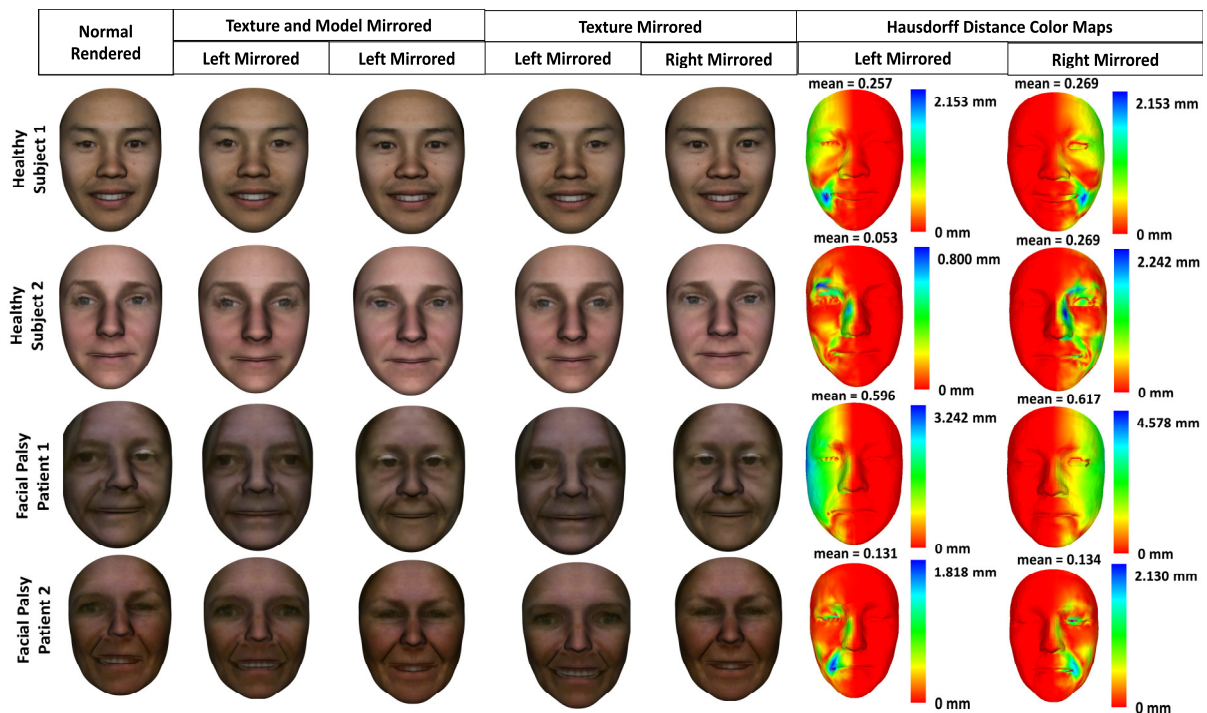 Normal
Rendered
Texture and Model Mirrored
Texture Mirrored
Hausdorff Distance Color Maps
Left Mirrored
Left Mirrored
Left Mirrored
Right Mirrored
Left Mirrored
Right Mirrored
Healthy
Subject 1
mean = 0.257
2.153 mm
0 mm
mean = 0.269
2.153 mm
0 mm
Healthy
Subject 2
mean = 0.053
0.800 mm
0 mm
mean = 0.269
2.242 mm
0 mm
Facial Palsy
Patient 1
mean = 0.596
3.242 mm
0 mm
mean = 0.617
4.578 mm
0 mm
Facial Palsy
Patient 2
mean = 0.131
1.818 mm
0 mm
mean = 0.134
2.130 mm
0 mm